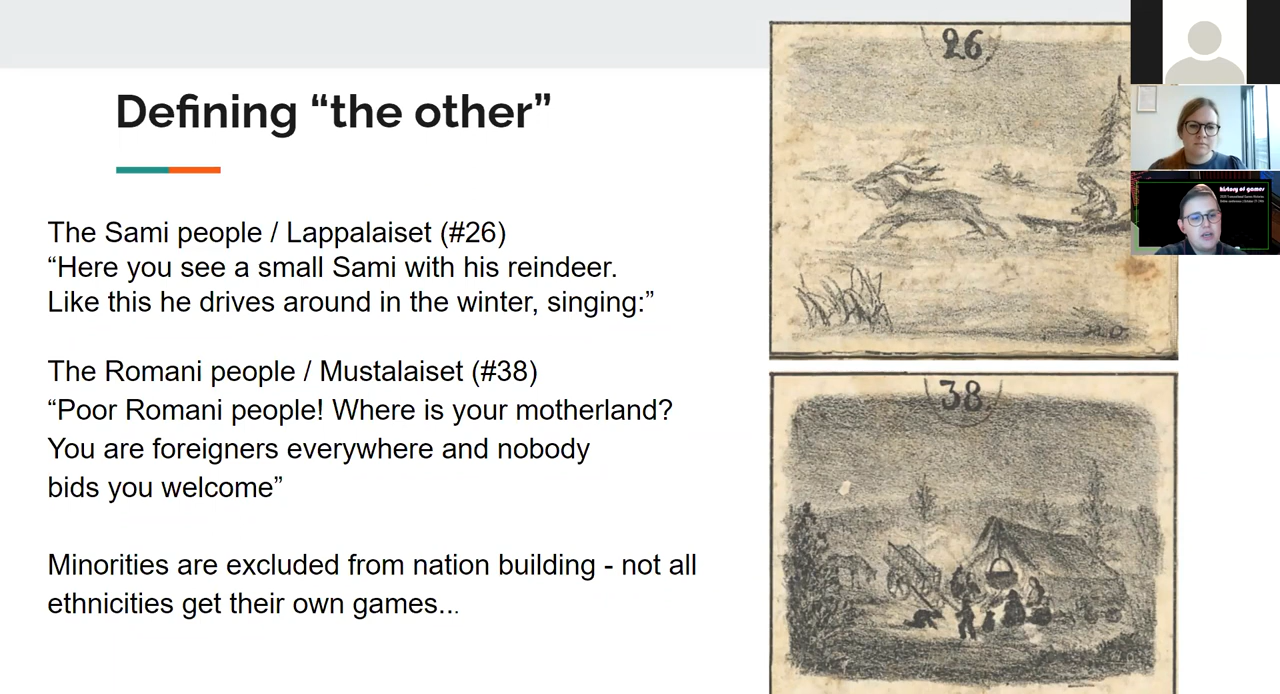 Defining “the other”
The Sami people / Lappalaiset (#26)
“Here you see a small Sami with his reindeer.
Like this he drives around in the winter, singing:”
The Romani people / Mustalaiset (#38)
“Poor Romani people! Where is your motherland?
You are foreigners everywhere and nobody
bids you welcome”
Minorities are excluded from nation building - not all
ethnicities get their own games...
26.
38.
history of games